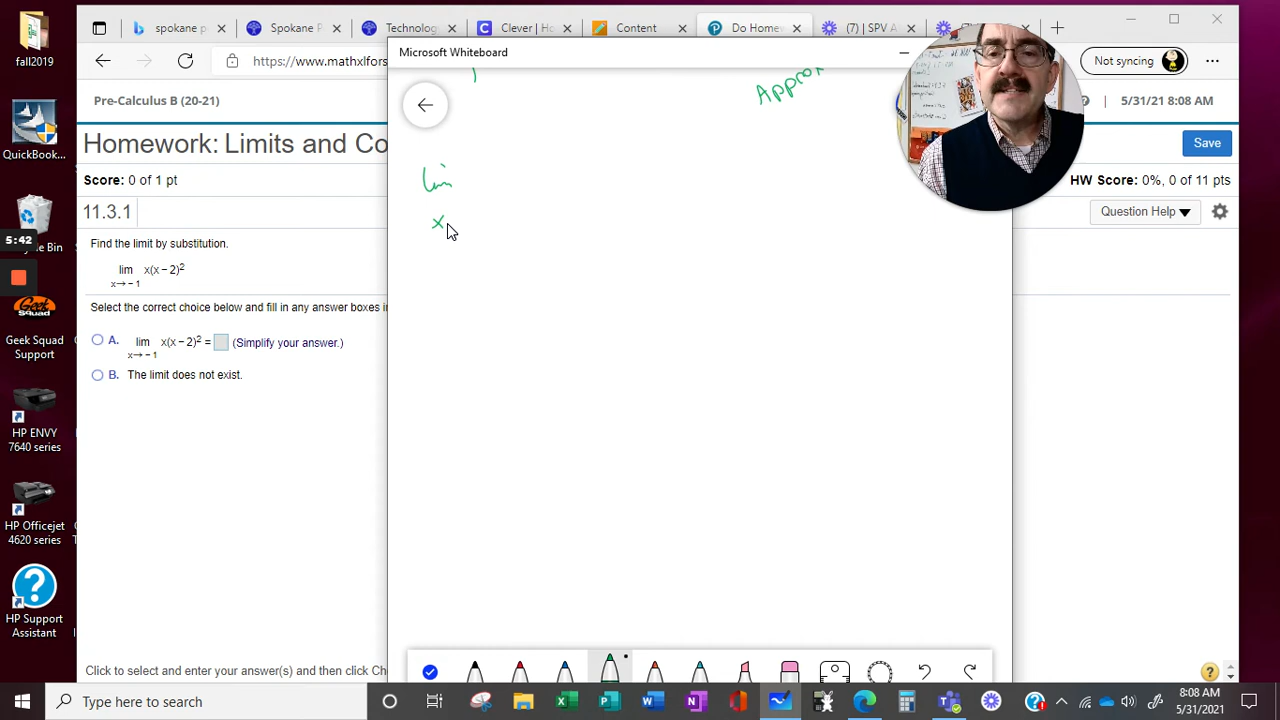 spokane p
Spokane P
Technolog
Clever | Ho
Content
Do Homew
(7) | SPV A
fall2019
https://www.mathxlfors
Microsoft Whiteboard
Not syncing
Pre-Calculus B (20-21)
Approx
5/31/21 8:08 AM
QuickBook...
Homework: Limits and Co
Save
Score: 0 of 1 pt
lim
HW Score: 0%, 0 of 11 pts
11.3.1
x
Question Help
5:42
Find the limit by substitution.
lim x(x − 2)²
x→ −1
Select the correct choice below and fill in any answer boxes i
Geek Squad
Support
A. lim x(x − 2)² = (Simplify your answer.)
x→ −1
B. The limit does not exist.
HP ENVY
7640 series
HP Officejet
4620 series
HP Support
Assistant
Click to select and enter your answer(s) and then click Ch
Type here to search
8:08 AM
5/31/2021